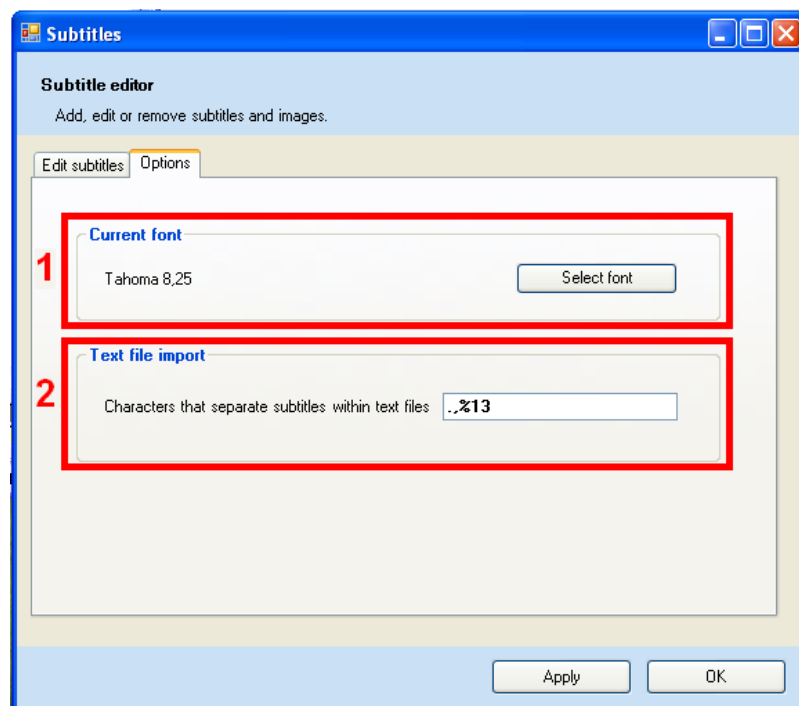 Subtitles
Subtitle editor
Add, edit or remove subtitles and images.
Edit subtitles Options
Current font
1
Tahoma 8,25 Select font
Text file import
2
Characters that separate subtitles within text files .,%13
Apply OK